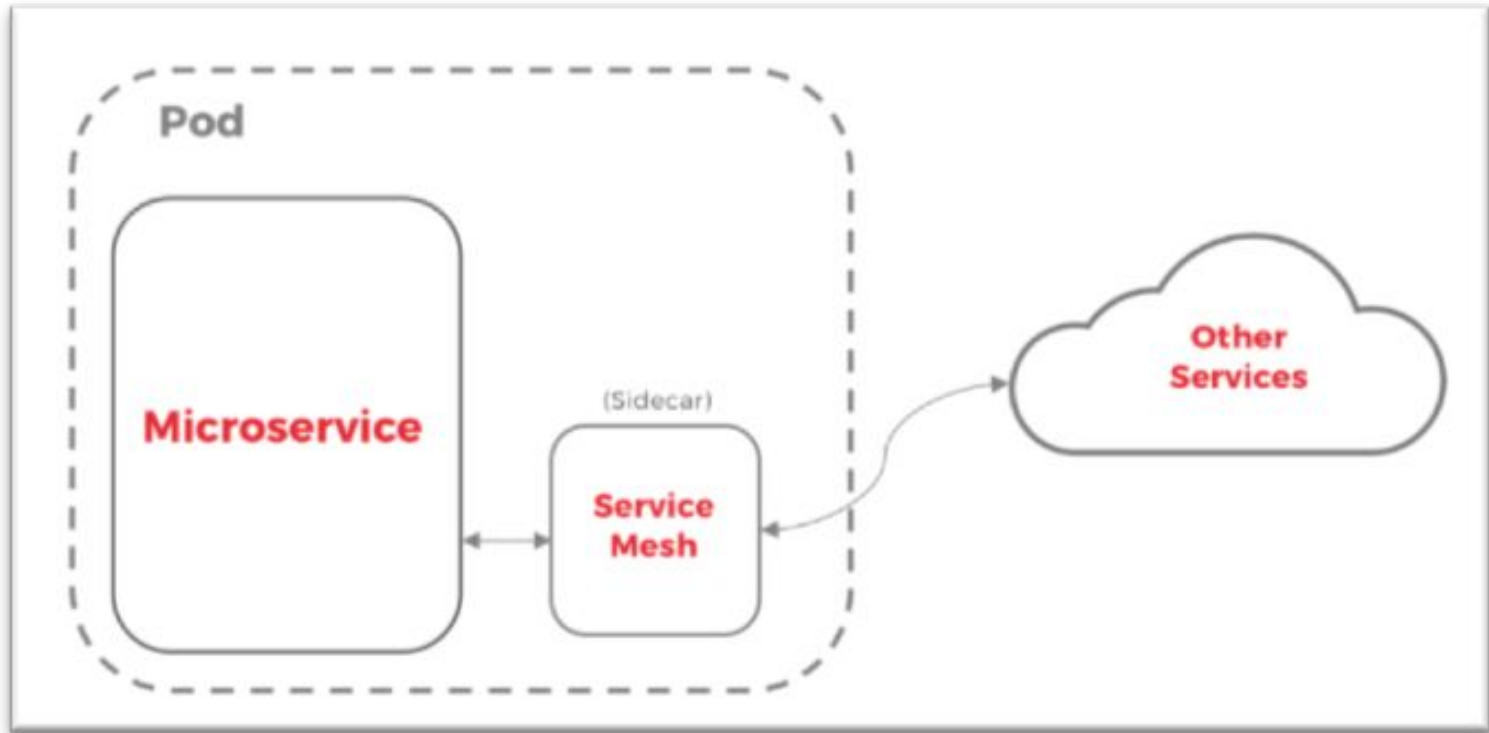 Pod
Microservice
(Sidecar)
Service
Mesh
Other
Services